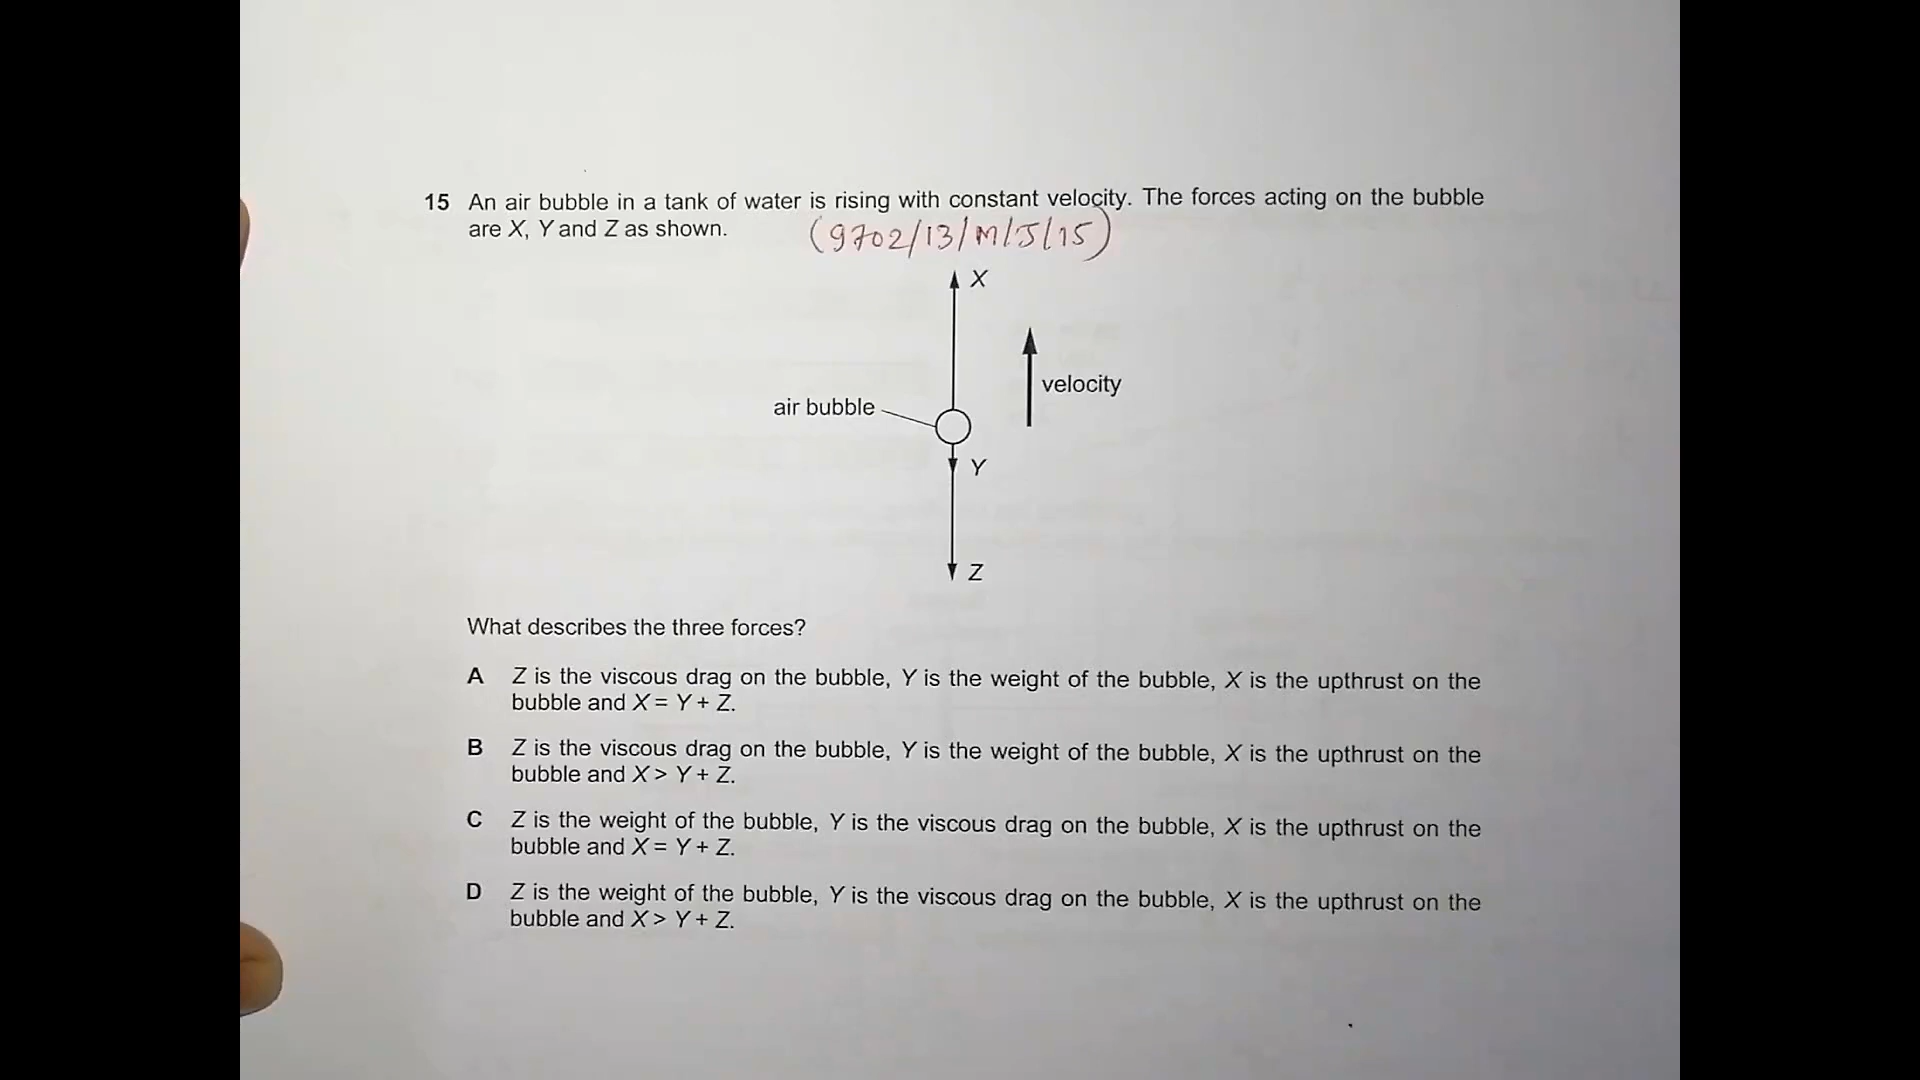 15 An air bubble in a tank of water is rising with constant velocity. The forces acting on the bubble
are X, Y and Z as shown.
(9702/13/M/J/15)
X
velocity
air bubble
Y
Z
What describes the three forces?
A Z is the viscous drag on the bubble, Y is the weight of the bubble, X is the upthrust on the
bubble and X = Y + Z.
B Z is the viscous drag on the bubble, Y is the weight of the bubble, X is the upthrust on the
bubble and X > Y + Z.
C Z is the weight of the bubble, Y is the viscous drag on the bubble, X is the upthrust on the
bubble and X = Y + Z.
D Z is the weight of the bubble, Y is the viscous drag on the bubble, X is the upthrust on the
bubble and X > Y + Z.